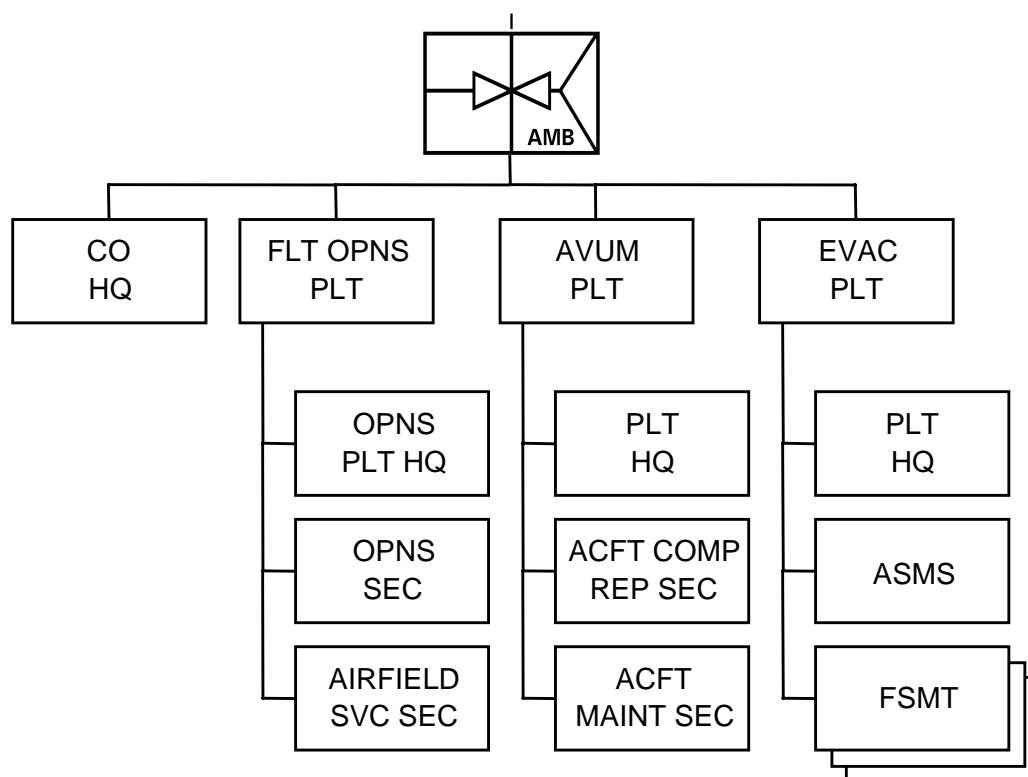 AMB
CO
HQ
FLT OPNS
PLT
AVUM
PLT
EVAC
PLT
OPNS
PLT HQ
PLT
HQ
PLT
HQ
OPNS
SEC
ACFT COMP
REP SEC
ASMS
AIRFIELD
SVC SEC
ACFT
MAINT SEC
FSMT